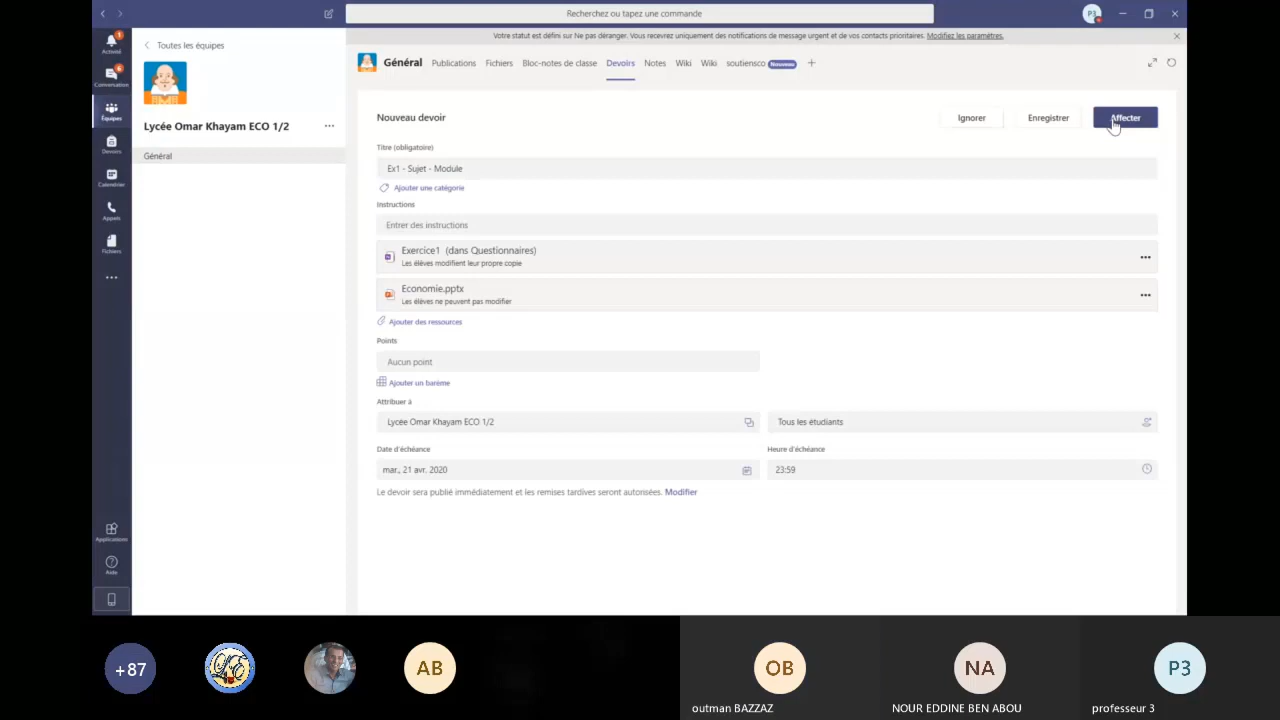 Recherchez ou tapez une commande
P3
Votre statut est défini sur Ne pas déranger. Vous recevrez uniquement des notifications de message urgent et de vos contacts prioritaires. Modifiez les paramètres.
1
Activité
6
Conversation
Équipes
Devoirs
Calendrier
Appels
Fichiers
Applications
Aide
Toutes les équipes
Lycée Omar Khayam ECO 1/2
Général
Général Publications Fichiers Bloc-notes de classe Devoirs Notes Wiki Wiki soutiensco Nouveau
Nouveau devoir
Ignorer Enregistrer Affecter
Titre (obligatoire)
Ex1 - Sujet - Module
Ajouter une catégorie
Instructions
Entrer des instructions
Exercice1 (dans Questionnaires)
Les élèves modifient leur propre copie
Economie.pptx
Les élèves ne peuvent pas modifier
Ajouter des ressources
Points
Aucun point
Ajouter un barème
Attribuer à
Lycée Omar Khayam ECO 1/2 Tous les étudiants
Date d'échéance Heure d'échéance
mar., 21 avr. 2020 23:59
Le devoir sera publié immédiatement et les remises tardives seront autorisées. Modifier
+87
AB
OB
NA
P3
outman BAZZAZ
NOUR EDDINE BEN ABOU
professeur 3